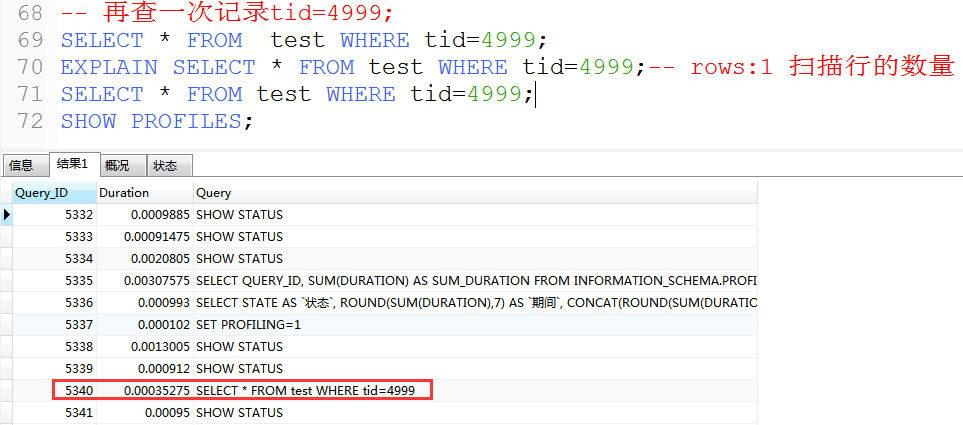 68 -- 再查一次记录tid=4999;
69 SELECT * FROM  test WHERE tid=4999;
70 EXPLAIN SELECT * FROM test WHERE tid=4999;-- rows:1 扫描行的数量
71 SELECT * FROM test WHERE tid=4999;
72 SHOW PROFILES;
信息 结果1 概况 状态
Query_ID Duration Query
5332 0.0009885 SHOW STATUS
5333 0.00091475 SHOW STATUS
5334 0.0020805 SHOW STATUS
5335 0.00307575 SELECT QUERY_ID, SUM(DURATION) AS SUM_DURATION FROM INFORMATION_SCHEMA.PROFI
5336 0.000993 SELECT STATE AS `状态`, ROUND(SUM(DURATION),7) AS `期间`, CONCAT(ROUND(SUM(DURATIO
5337 0.000102 SET PROFILING=1
5338 0.0013005 SHOW STATUS
5339 0.000912 SHOW STATUS
5340 0.00035275 SELECT * FROM test WHERE tid=4999
5341 0.00095 SHOW STATUS